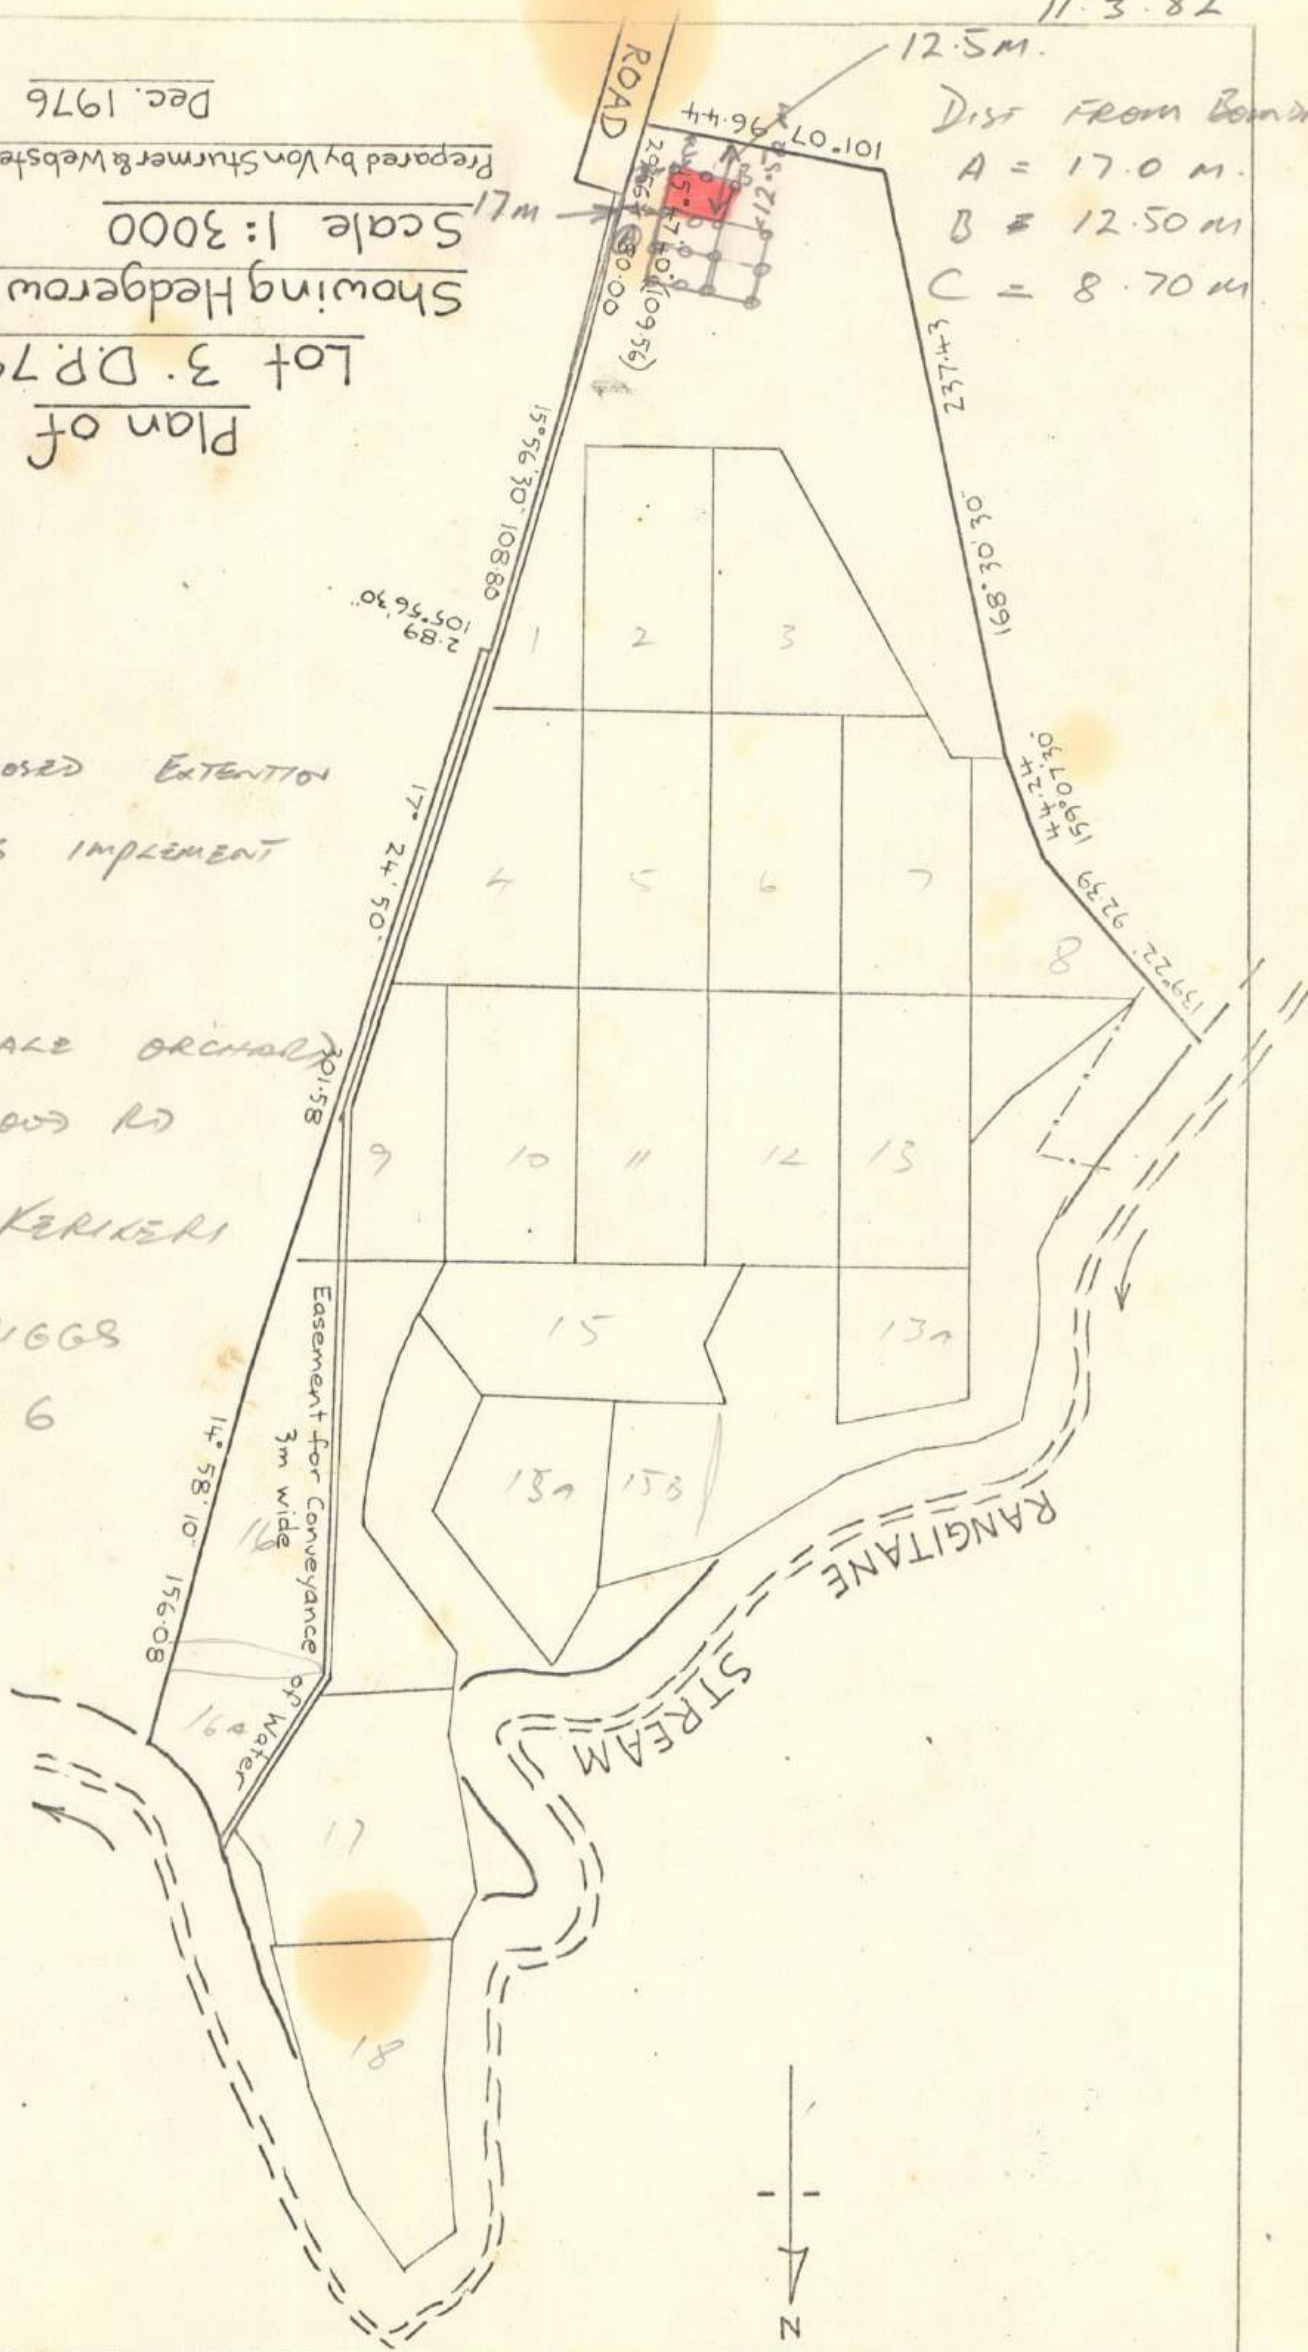 11.3.82
12.5M.
DIST FROM
A = 17.0 M.
B = 12.50 M
C = 8.70 M
Plan of
Lot 3. D.P.
Showing Hedgerow
Scale 1:3000
Prepared by Von Sturmer & Webste
Dec. 1976
ROAD
17m
101°07' 96.44
80.00
(109.56)
237.43
168°30'30"
15°56'30" 108.80
2.89
105°56'30"
44.24
159°07'30"
139°22' 92.39
17° 24' 50"
301.58
14° 58' 10" 156.08
OSED EXTENTION
IMPLEMENT
ALE ORCHARD
OOD RD
KERIKERI
IGGS
6
1
2
3
4
5
6
7
8
9
10
11
12
13
13A
15
15A
15B
16
16A
17
18
Easement for Conveyance of Water
3m wide
RANGITANE
STREAM
N